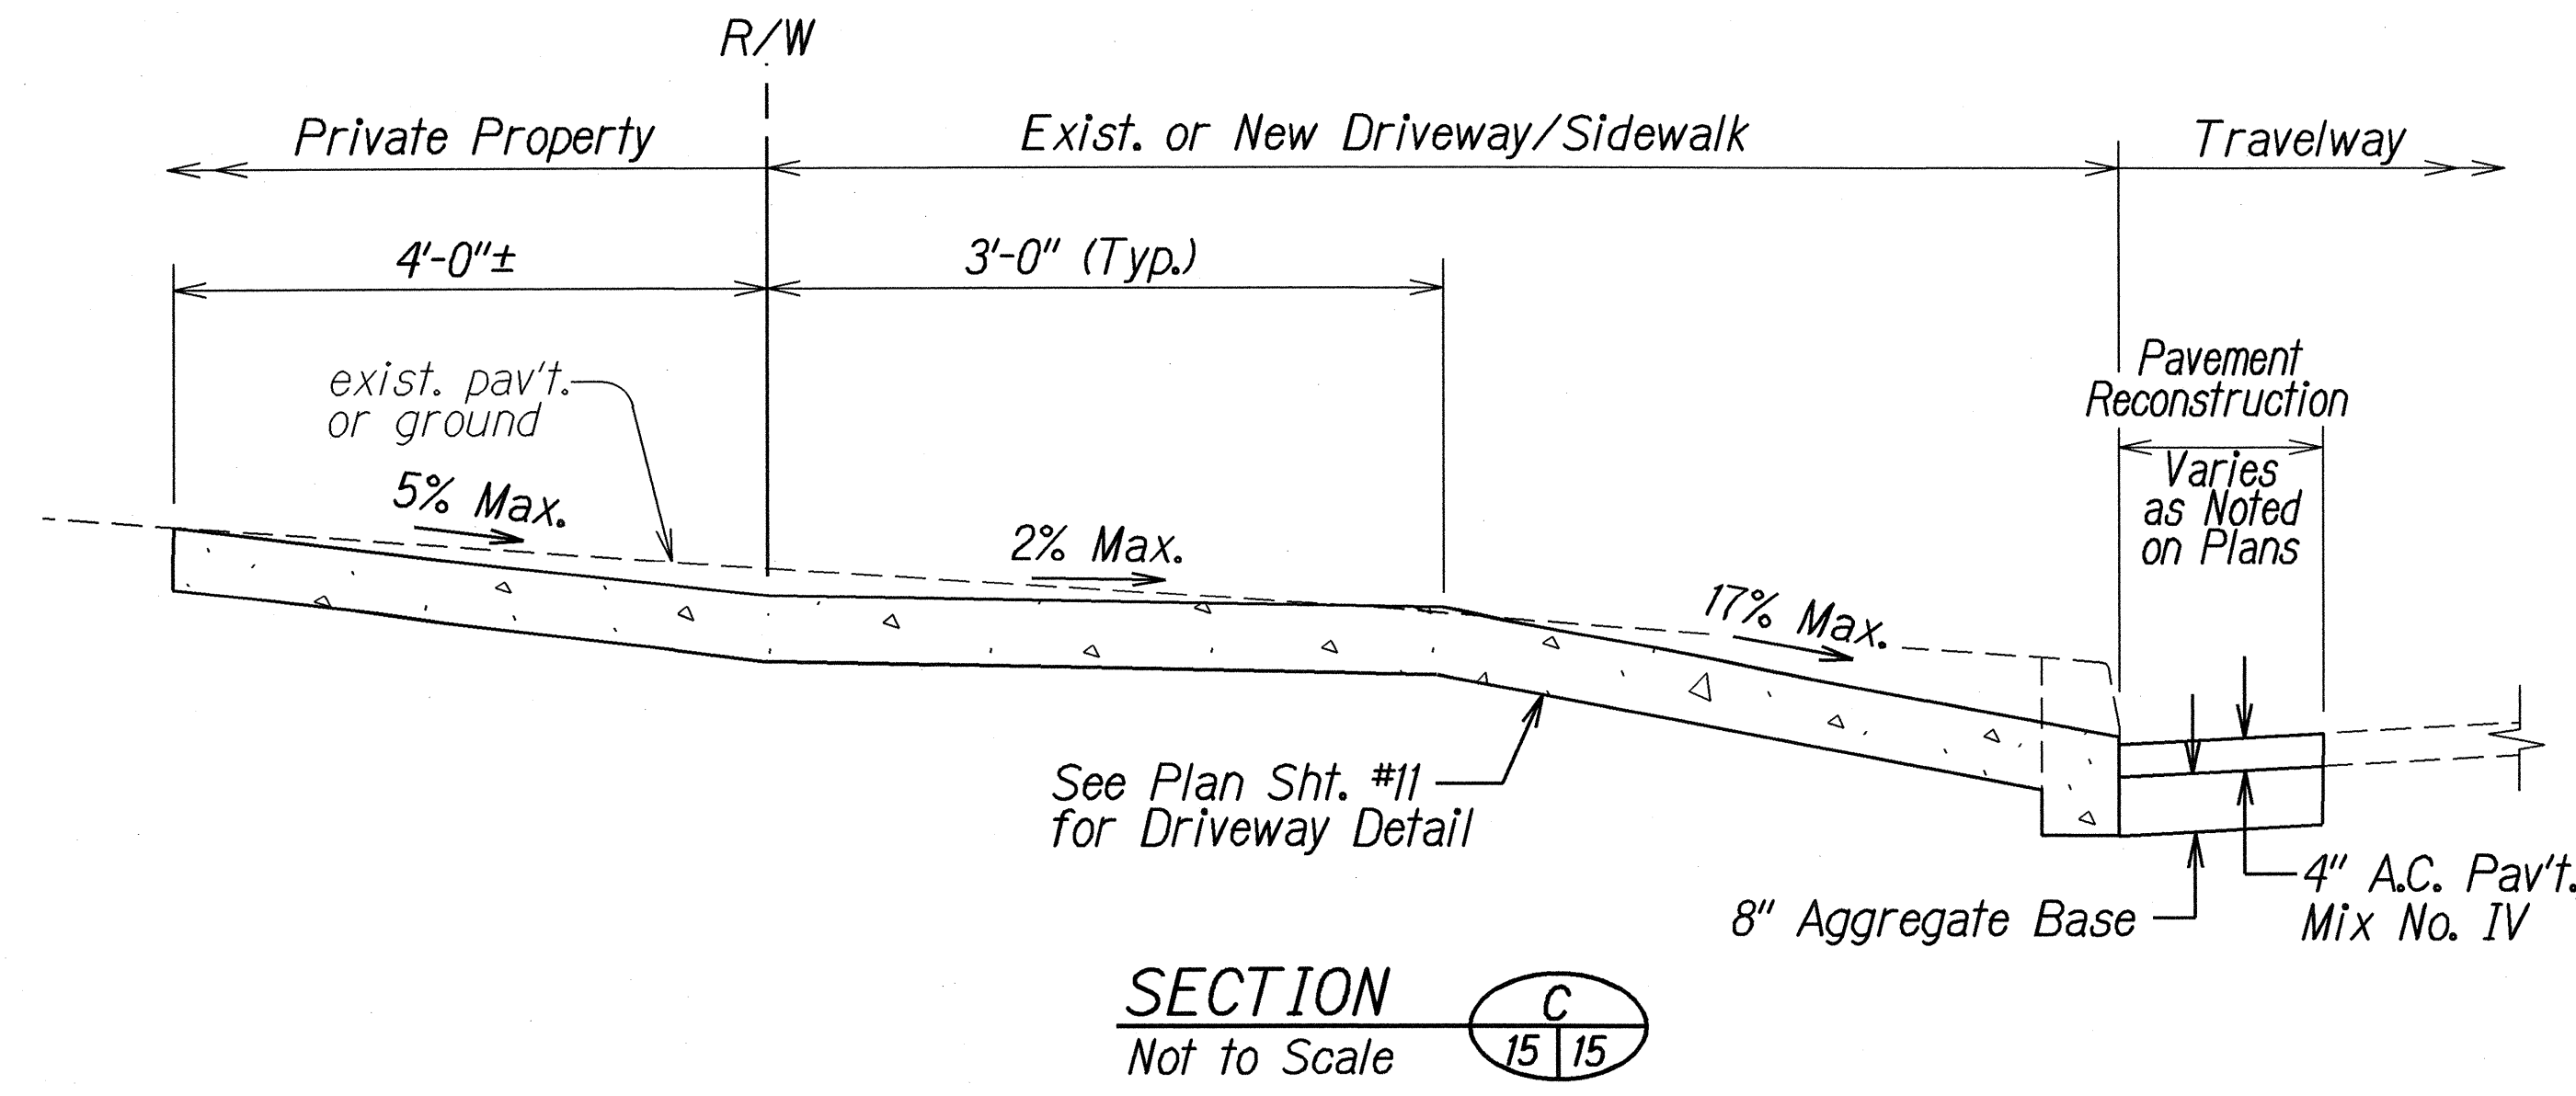 R/W
Private Property
Exist. or New Driveway/Sidewalk
Travelway
4'-0"±
3'-0" (Typ.)
exist. pav't.
or ground
Pavement
Reconstruction
Varies
as Noted
on Plans
5% Max.
2% Max.
17% Max.
See Plan Sht. #11
for Driveway Detail
4" A.C. Pav't.
Mix No. IV
8" Aggregate Base
SECTION
Not to Scale
C
15 15